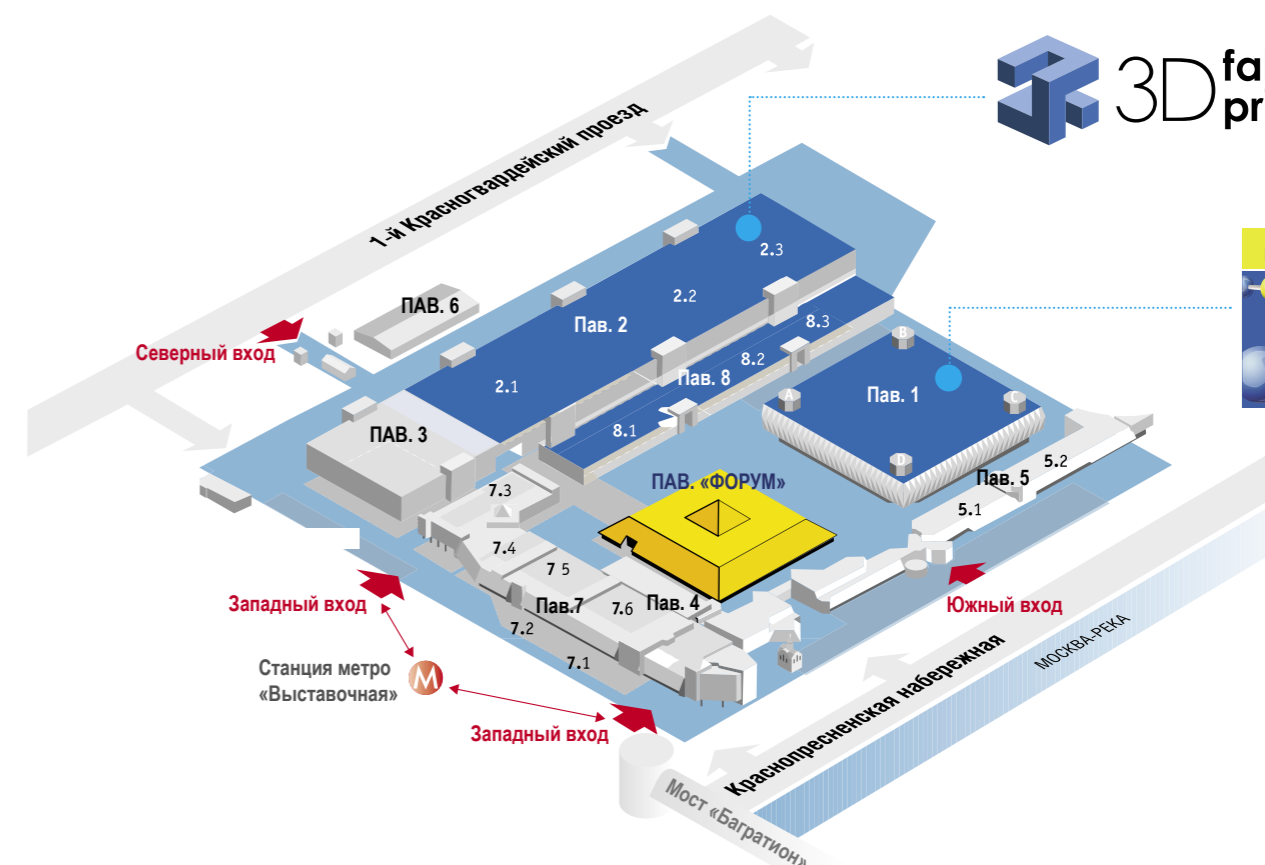 3D fa
pr
1-й Красногвардейский проезд
2.3
ПАВ. 6
2.2
Пав. 2
8.3
B
Северный вход
8.2
Пав. 8
2.1
Пав. 1
A
C
8.1
ПАВ. 3
D
5.2
Пав. 5
ПАВ. «ФОРУМ»
7.3
5.1
7.4
7 5
Западный вход
Пав.7
7.6
Пав. 4
Южный вход
7.2
МОСКВА-РЕКА
7.1
Станция метро
«Выставочная»
М
Западный вход
Краснопресненская набережная
Мост «Багратион»